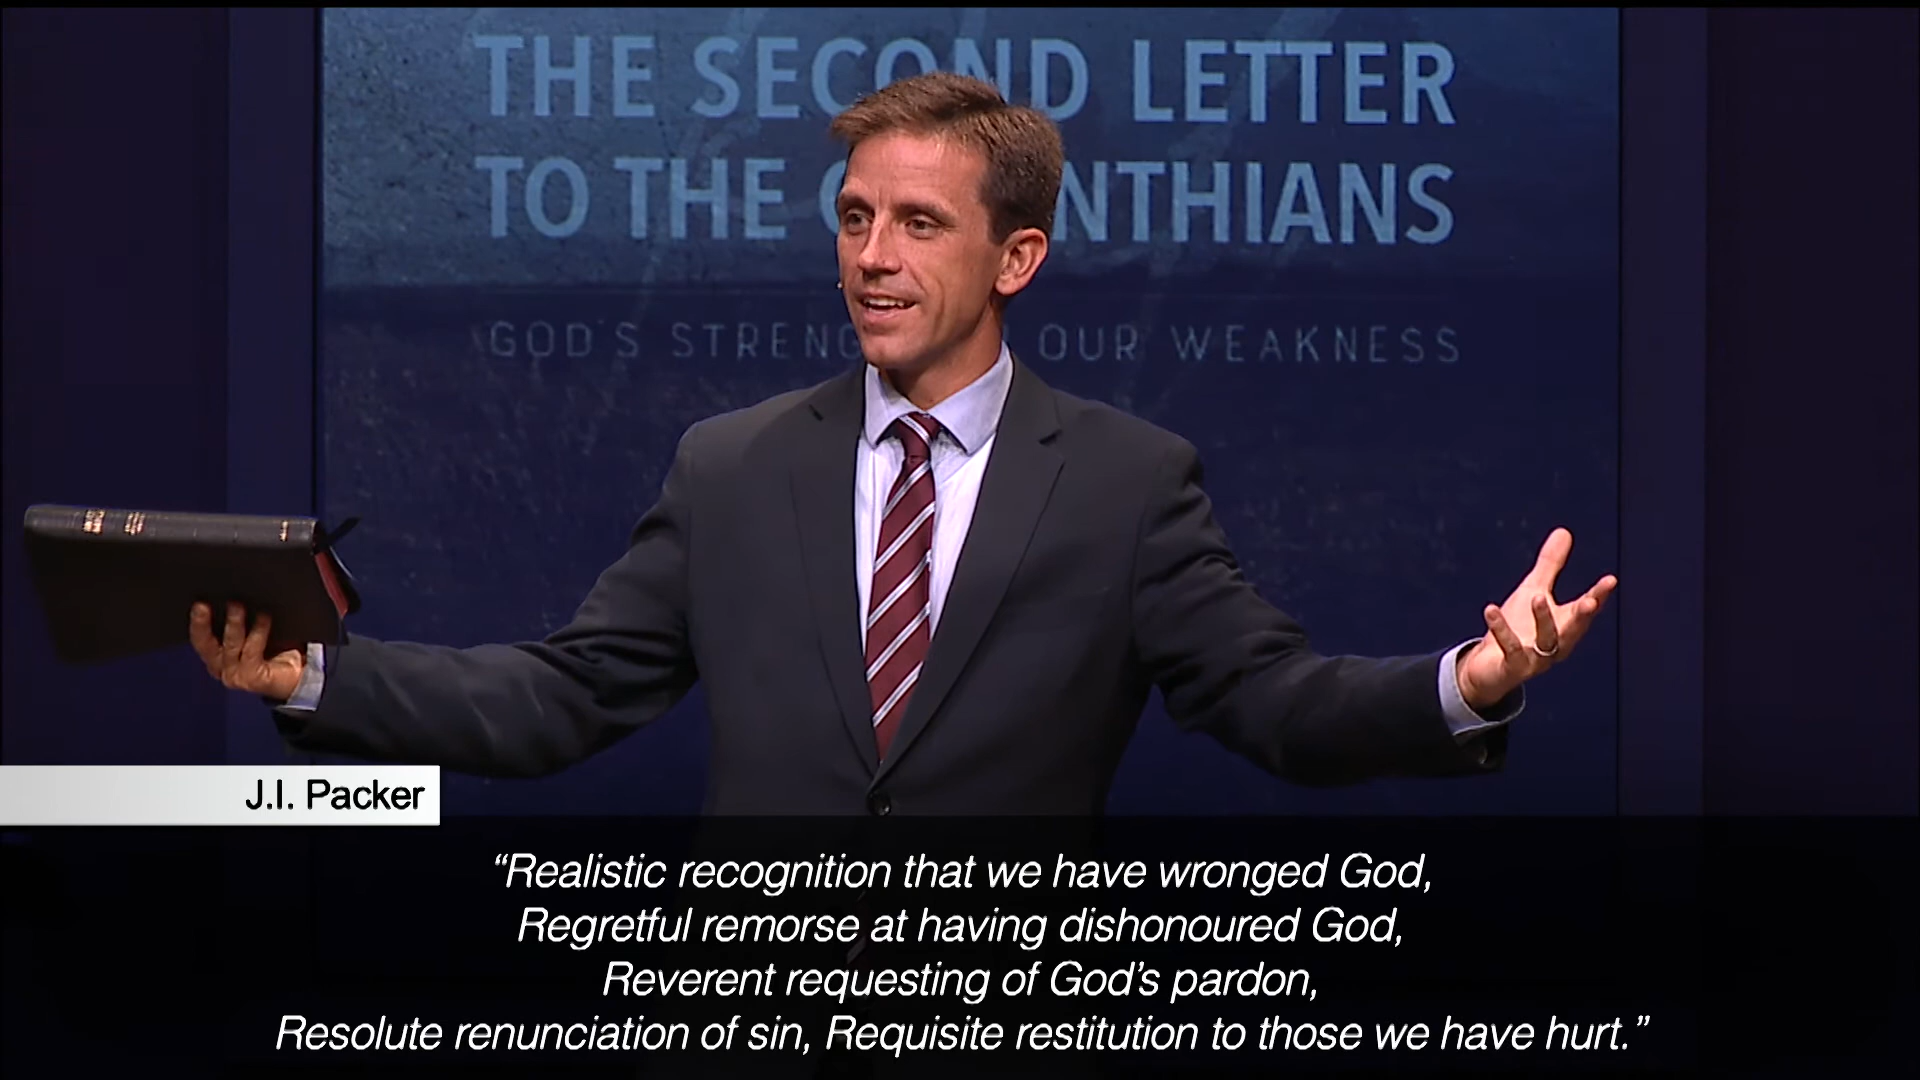 THE SECOND LETTER
TO THE C INTHIANS
GOD'S STRENG OUR WEAKNESS
J.I. Packer
“Realistic recognition that we have wronged God,
Regretful remorse at having dishonoured God,
Reverent requesting of God’s pardon,
Resolute renunciation of sin, Requisite restitution to those we have hurt.”